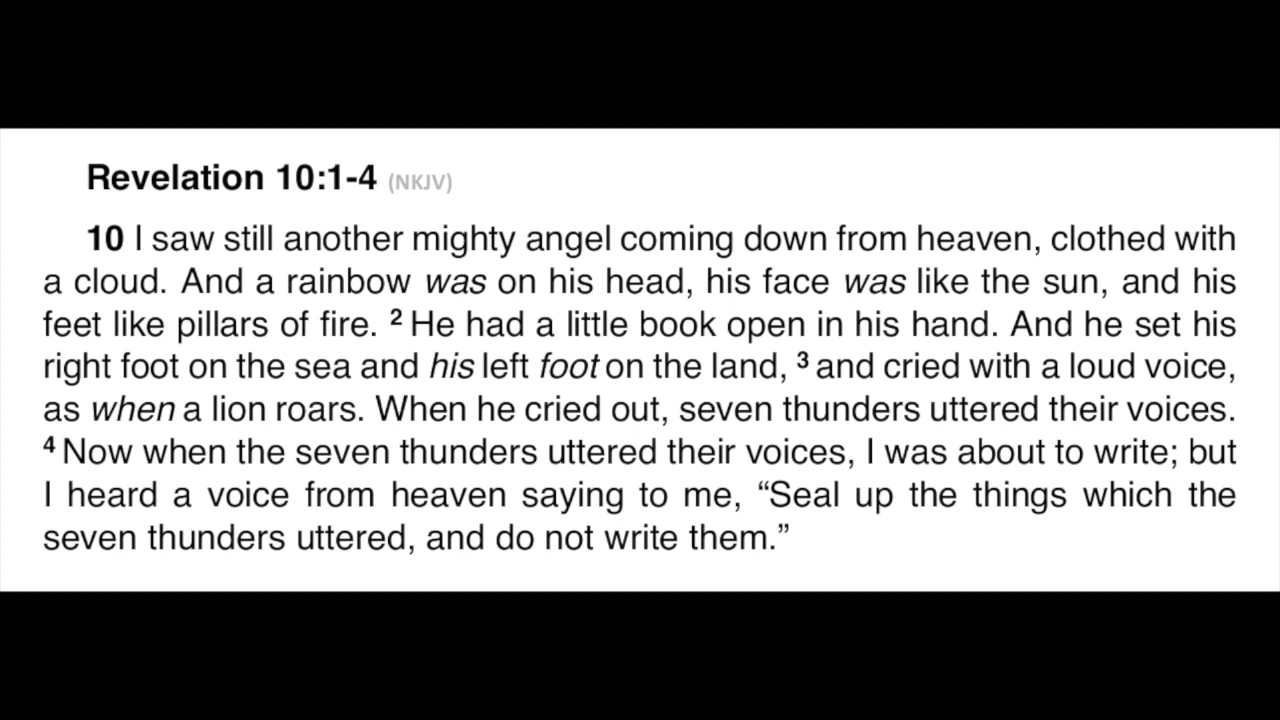 Revelation 10:1-4 (NKJV)
10 I saw still another mighty angel coming down from heaven, clothed with
a cloud. And a rainbow was on his head, his face was like the sun, and his
feet like pillars of fire. 2 He had a little book open in his hand. And he set his
right foot on the sea and his left foot on the land, 3 and cried with a loud voice,
as when a lion roars. When he cried out, seven thunders uttered their voices.
4 Now when the seven thunders uttered their voices, I was about to write; but
I heard a voice from heaven saying to me, “Seal up the things which the
seven thunders uttered, and do not write them.”